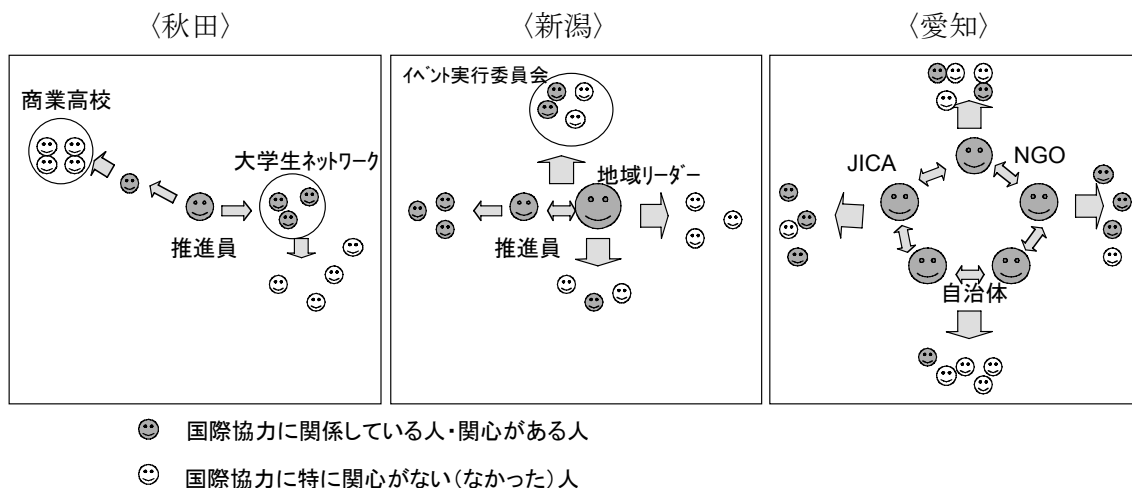 〈秋田〉
〈新潟〉
〈愛知〉
商業高校
大学生ネットワーク
推進員
イベント実行委員会
地域リーダー
推進員
JICA
NGO
自治体
国際協力に関係している人・関心がある人
国際協力に特に関心がない(なかった)人